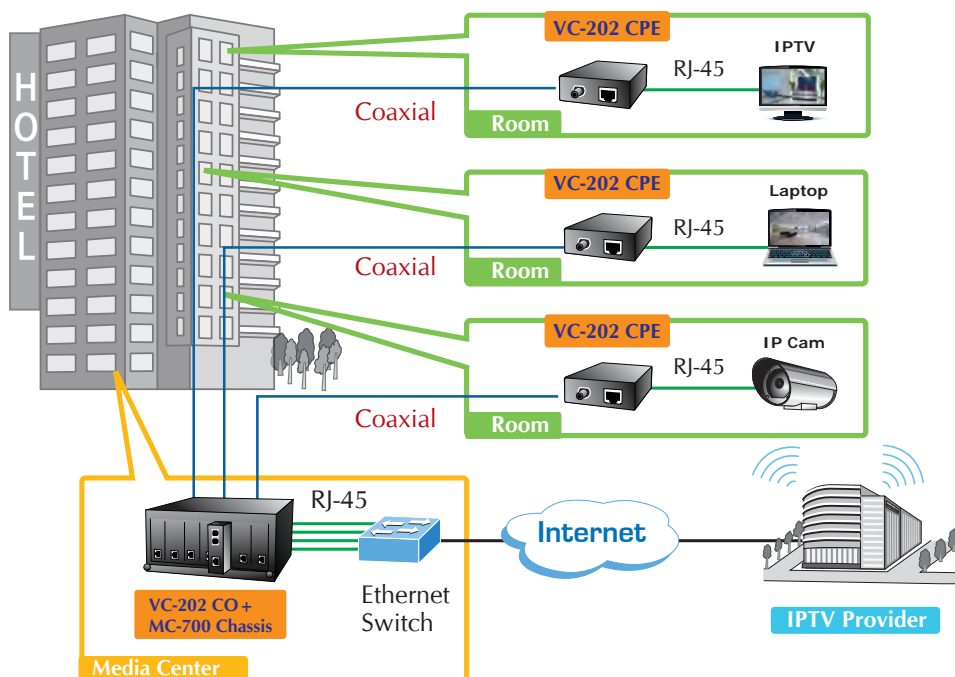 HOTEL
VC-202 CPE
IPTV
RJ-45
Coaxial
Room
VC-202 CPE
Laptop
RJ-45
Coaxial
Room
VC-202 CPE
IP Cam
RJ-45
Coaxial
Room
RJ-45
Internet
Ethernet
Switch
VC-202 CO +
MC-700 Chassis
IPTV Provider
Media Center